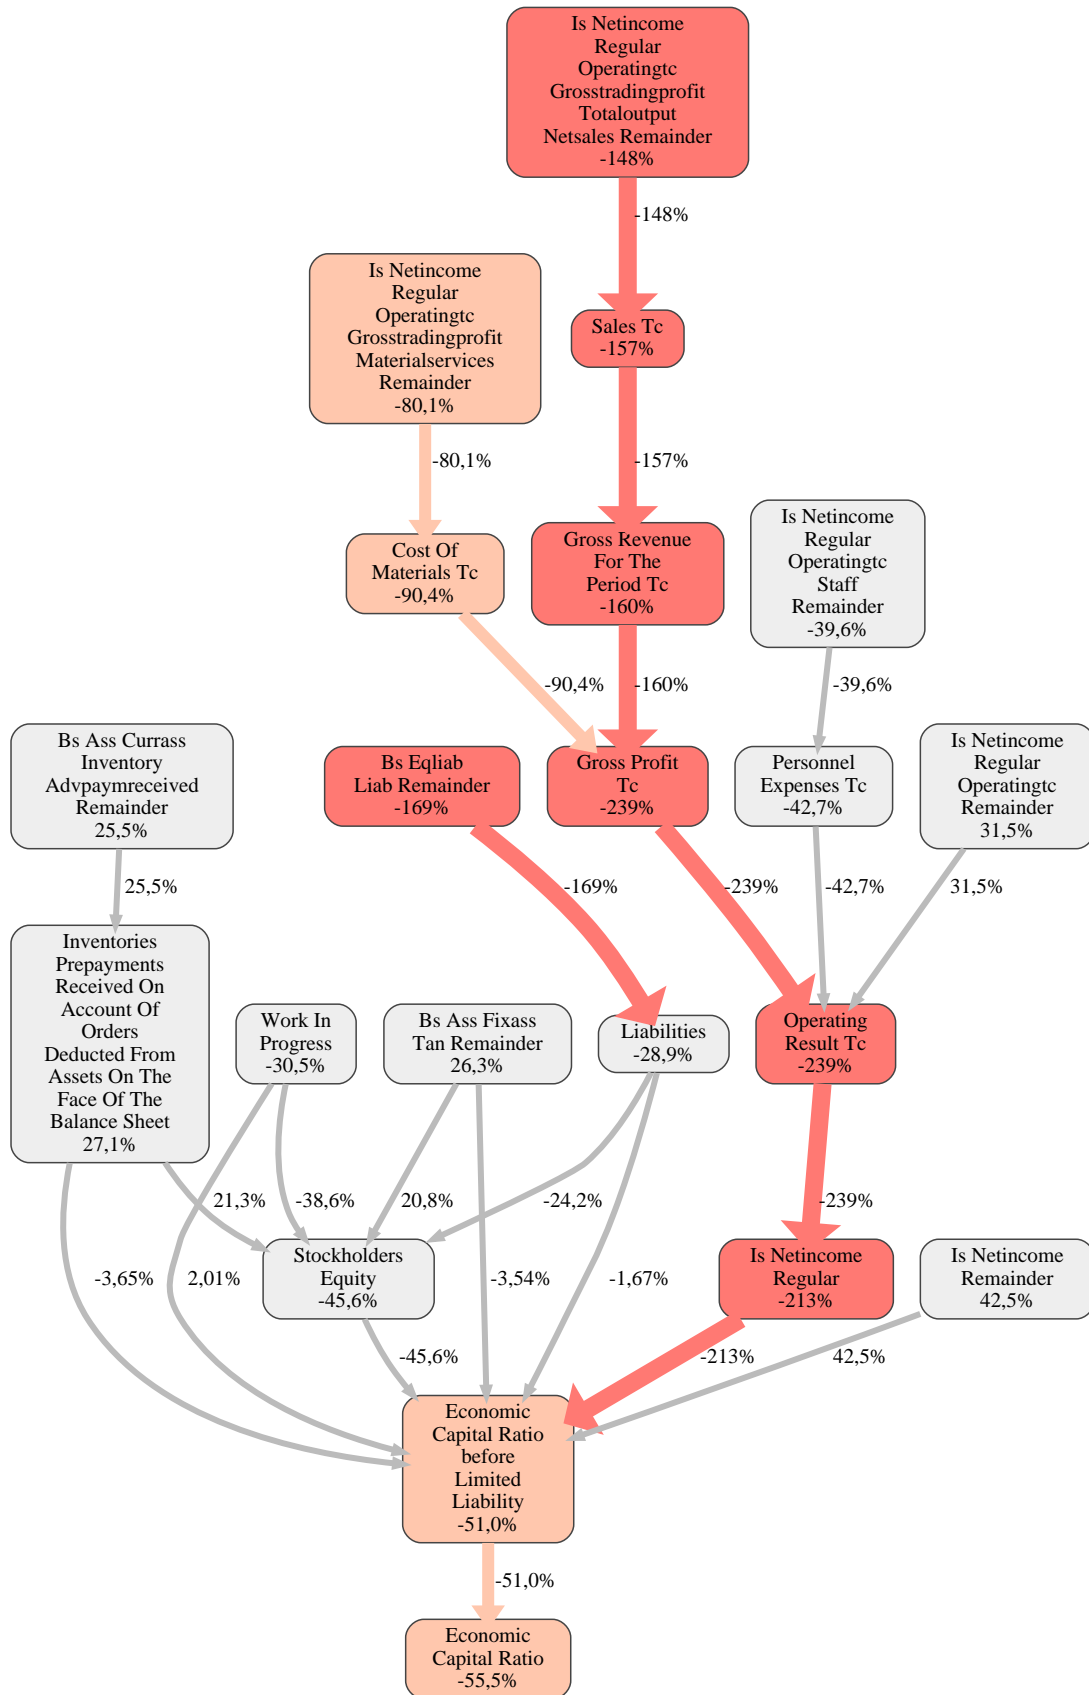 Is Netincome
Regular
Operatingtc
Grosstradingprofit
Totaloutput
Netsales Remainder
-148%
-148%
Is Netincome
Regular
Operatingtc
Grosstradingprofit
Materialservices
Remainder
-80,1%
Sales Tc
-157%
-80,1%
-157%
Is Netincome
Regular
Operatingtc
Staff
Remainder
-39,6%
Cost Of
Materials Tc
-90,4%
Gross Revenue
For The
Period Tc
-160%
-90,4%
-160%
-39,6%
Bs Ass Currass
Inventory
Advpaymreceived
Remainder
25,5%
Bs Eqliab
Liab Remainder
-169%
Gross Profit
Tc
-239%
Personnel
Expenses Tc
-42,7%
Is Netincome
Regular
Operatingtc
Remainder
31,5%
25,5%
-169%
-239%
-42,7%
31,5%
Inventories
Prepayments
Received On
Account Of
Orders
Deducted From
Assets On The
Face Of The
Balance Sheet
27,1%
Work In
Progress
-30,5%
Bs Ass Fixass
Tan Remainder
26,3%
Liabilities
-28,9%
Operating
Result Tc
-239%
21,3%
-38,6%
20,8%
-24,2%
-239%
-3,65%
2,01%
Stockholders
Equity
-45,6%
-3,54%
-1,67%
Is Netincome
Regular
-213%
Is Netincome
Remainder
42,5%
-45,6%
-213%
42,5%
Economic
Capital Ratio
before
Limited
Liability
-51,0%
-51,0%
Economic
Capital Ratio
-55,5%